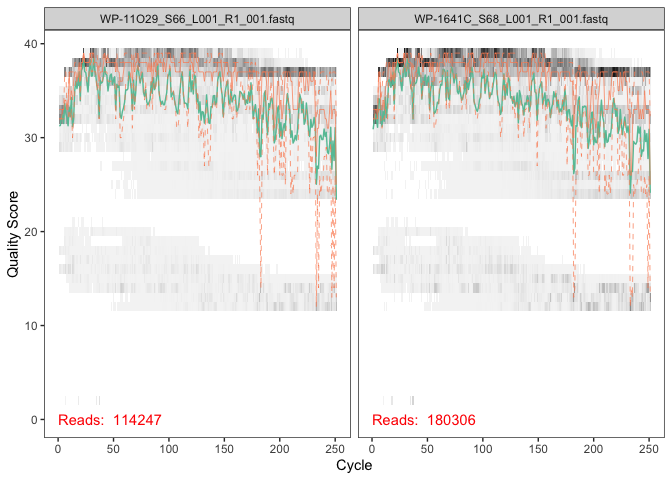 WP-11O29_S66_L001_R1_001.fastq
WP-1641C_S68_L001_R1_001.fastq
Quality Score
40
30
20
10
0
Reads: 114247
Reads: 180306
0 50 100 150 200 250
0 50 100 150 200 250
Cycle